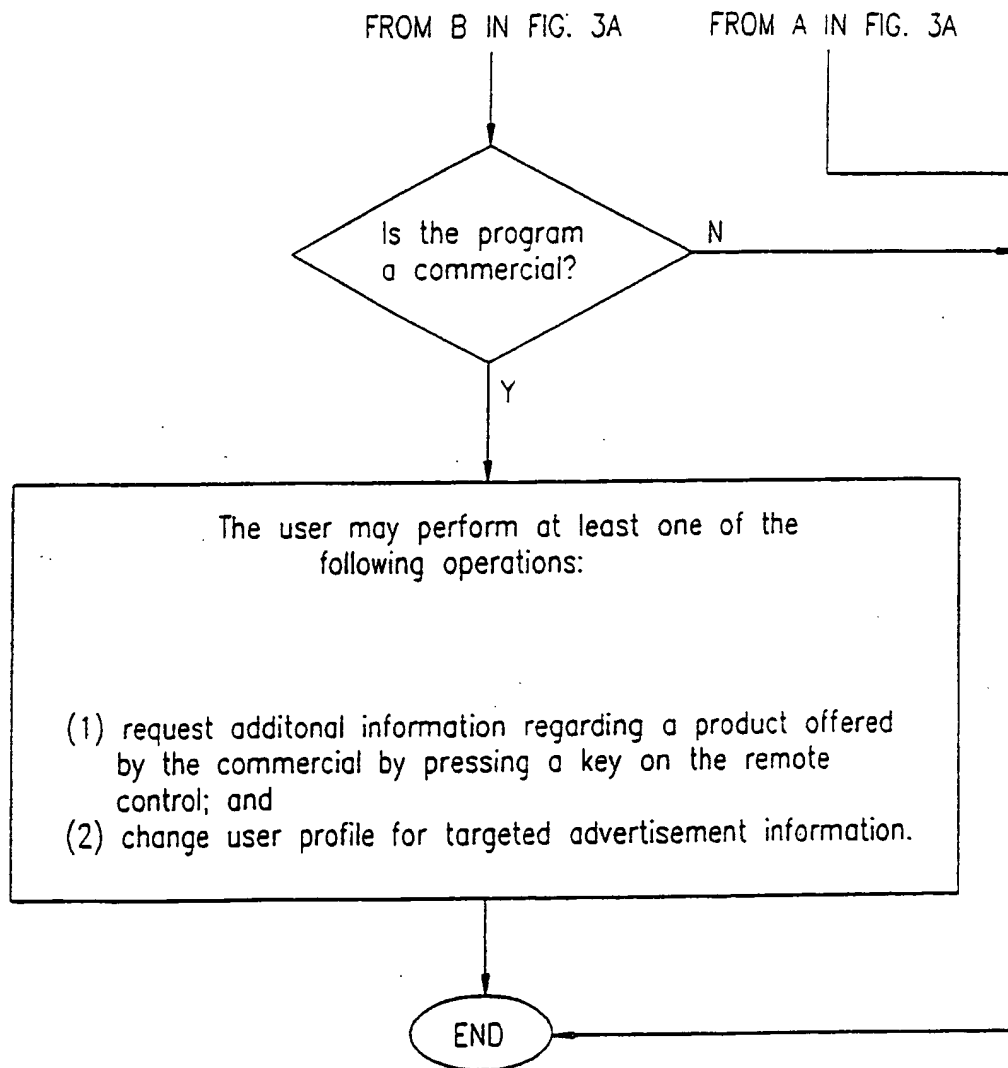 FROM B IN FIG. 3A
FROM A IN FIG. 3A
Is the program
a commercial?
N
Y
The user may perform at least one of the
following operations:
(1) request additonal information regarding a product offered
by the commercial by pressing a key on the remote
control; and
(2) change user profile for targeted advertisement information.
END